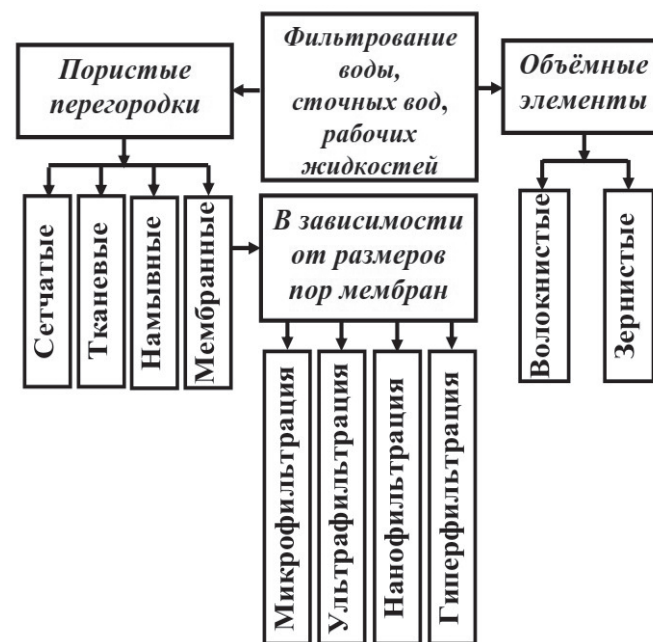 Фильтрование
воды,
сточных вод,
рабочих
жидкостей
Пористые
перегородки
Объёмные
элементы
Сетчатые
Тканевые
Намывные
Мембранные
В зависимости
от размеров
пор мембран
Волокнистые
Зернистые
Микрофильтрация
Ультрафильтрация
Нанофильтрация
Гиперфильтрация